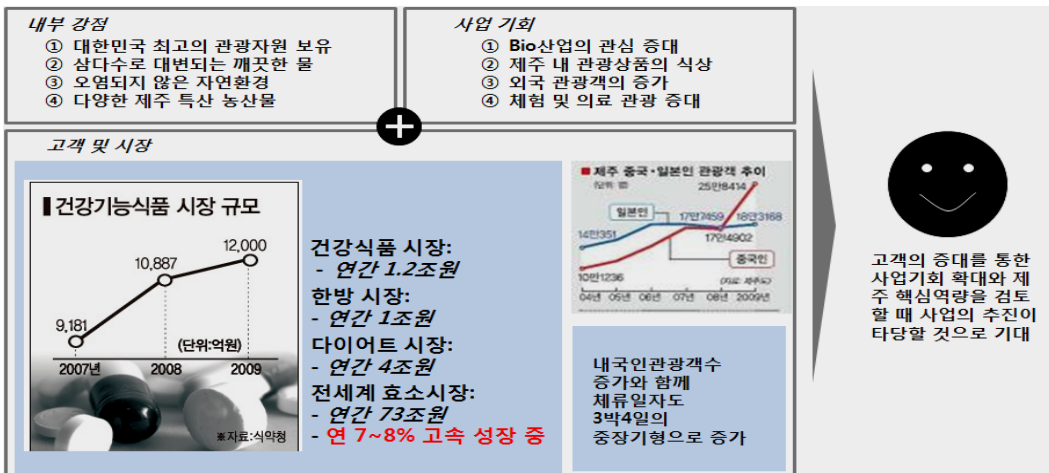 내부 강점
① 대한민국 최고의 관광자원 보유
② 삼다수로 대변되는 깨끗한 물
③ 오염되지 않은 자연환경
④ 다양한 제주 특산 농산물
사업 기회
① Bio산업의 관심 증대
② 제주 내 관광상품의 식상
③ 외국 관광객의 증가
④ 체험 및 의료 관광 증대
고객 및 시장
건강기능식품 시장 규모
12,000
10,887
9,181
(단위:억원)
2007년 2008 2009
※자료:식약청
건강식품 시장:
- 연간 1.2조원
한방 시장:
- 연간 1조원
다이어트 시장:
- 연간 4조원
전세계 효소시장:
- 연간 73조원
- 연 7~8% 고속 성장 중
■ 제주 중국·일본인 관광객 추이
(단위 명)
25만8414
일본인
17만7459
18만3168
14만351
17만4902
중국인
10만1236
(자료: 제주도)
04년 05년 06년 07년 08년 2009년
내국인관광객수
증가와 함께
체류일자도
3박4일의
중장기형으로 증가
고객의 증대를 통한
사업기회 확대와 제
주 핵심역량을 검토
할 때 사업의 추진이
타당할 것으로 기대